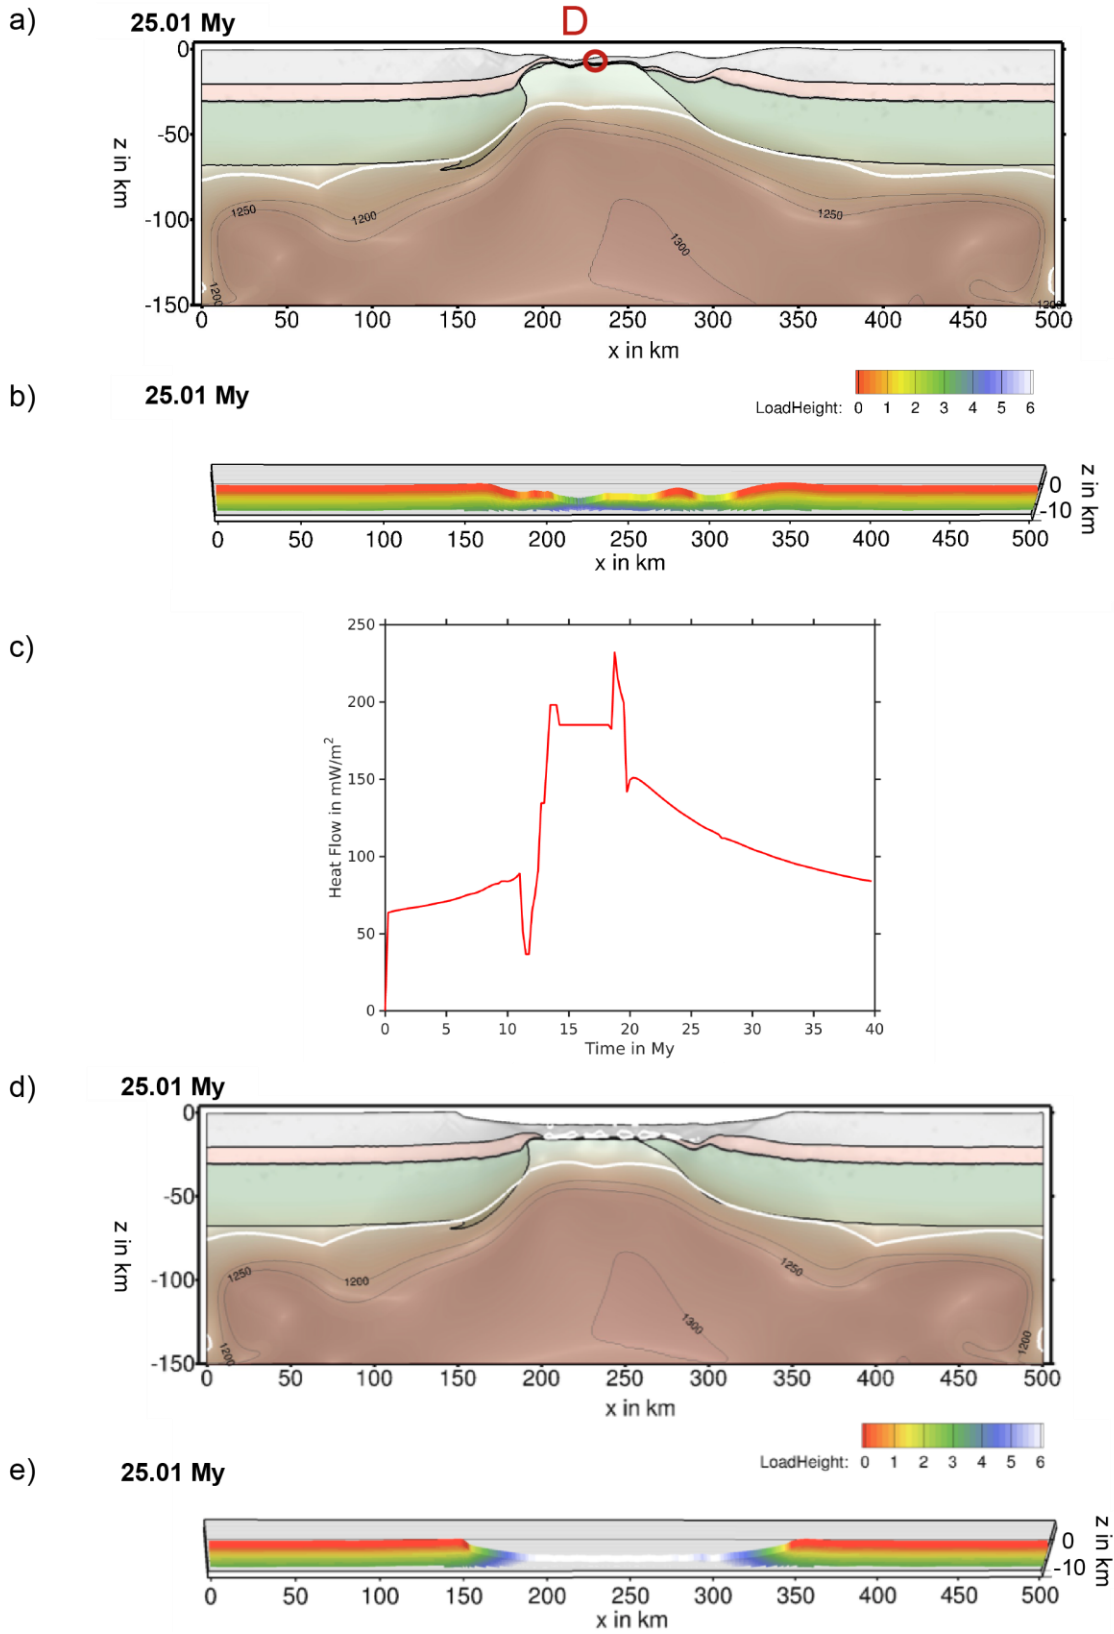 a)
25.01 My
D
0
-50
-100
-150
z in km
1250
1200
1300
1250
1200
1200
0 50 100 150 200 250 300 350 400 450 500
x in km
b)
25.01 My
LoadHeight: 0 1 2 3 4 5 6
0
-10
z in km
0 50 100 150 200 250 300 350 400 450 500
x in km
c)
250
200
150
100
50
0
Heat Flow in mW/m²
0 5 10 15 20 25 30 35 40
Time in My
d)
25.01 My
0
-50
-100
-150
z in km
1250
1200
1300
1250
1200
1200
0 50 100 150 200 250 300 350 400 450 500
x in km
e)
25.01 My
LoadHeight: 0 1 2 3 4 5 6
0
-10
z in km
0 50 100 150 200 250 300 350 400 450 500
x in km